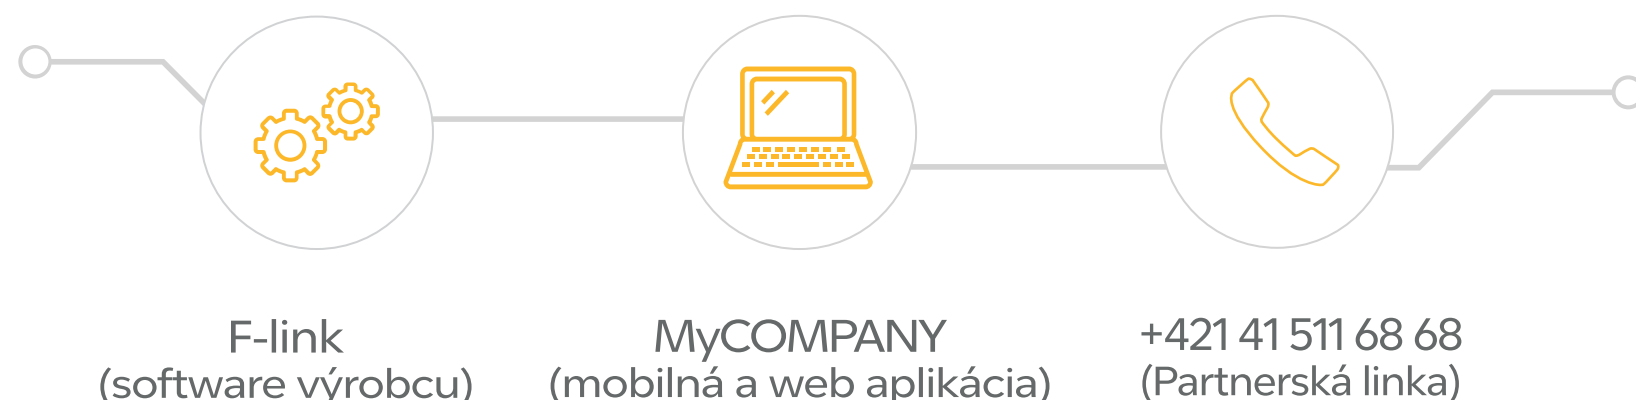 F-link
(software výrobcu)
MyCOMPANY
(mobilná a web aplikácia)
+421 41 511 68 68
(Partnerská linka)